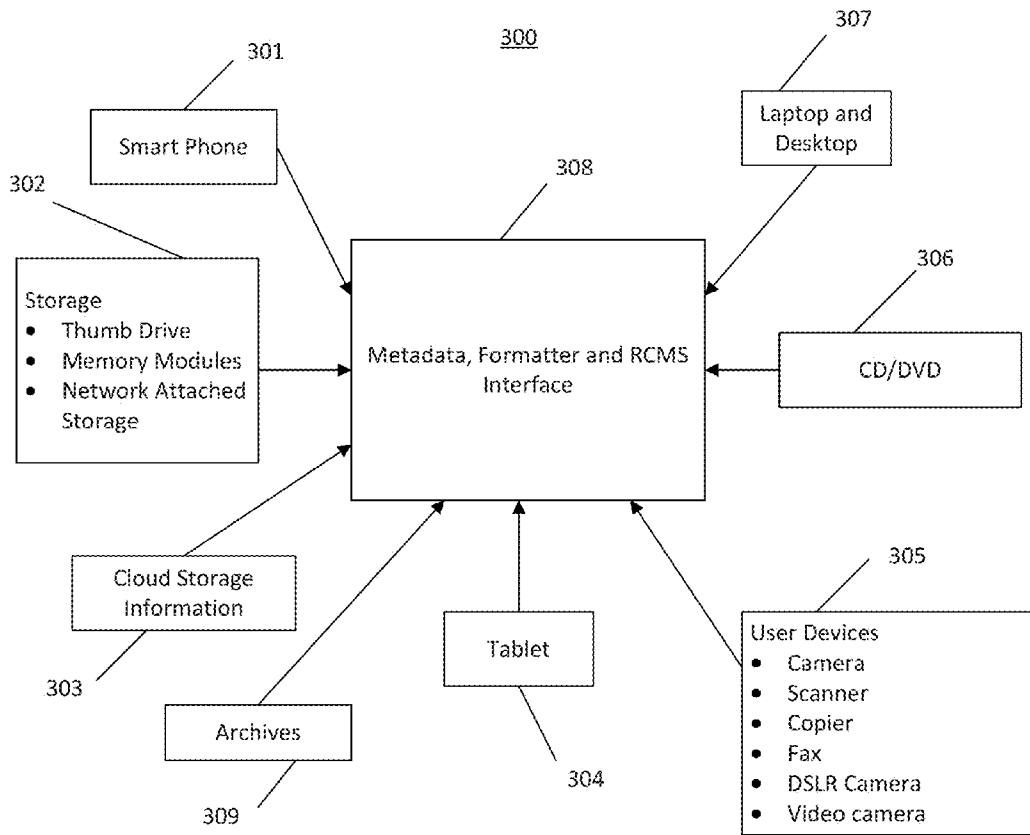 300
301
307
Smart Phone
Laptop and
Desktop
302
308
Storage
● Thumb Drive
● Memory Modules
● Network Attached
Storage
306
Metadata, Formatter and RCMS
Interface
CD/DVD
Cloud Storage
Information
303
305
Tablet
304
User Devices
● Camera
● Scanner
● Copier
● Fax
● DSLR Camera
● Video camera
Archives
309